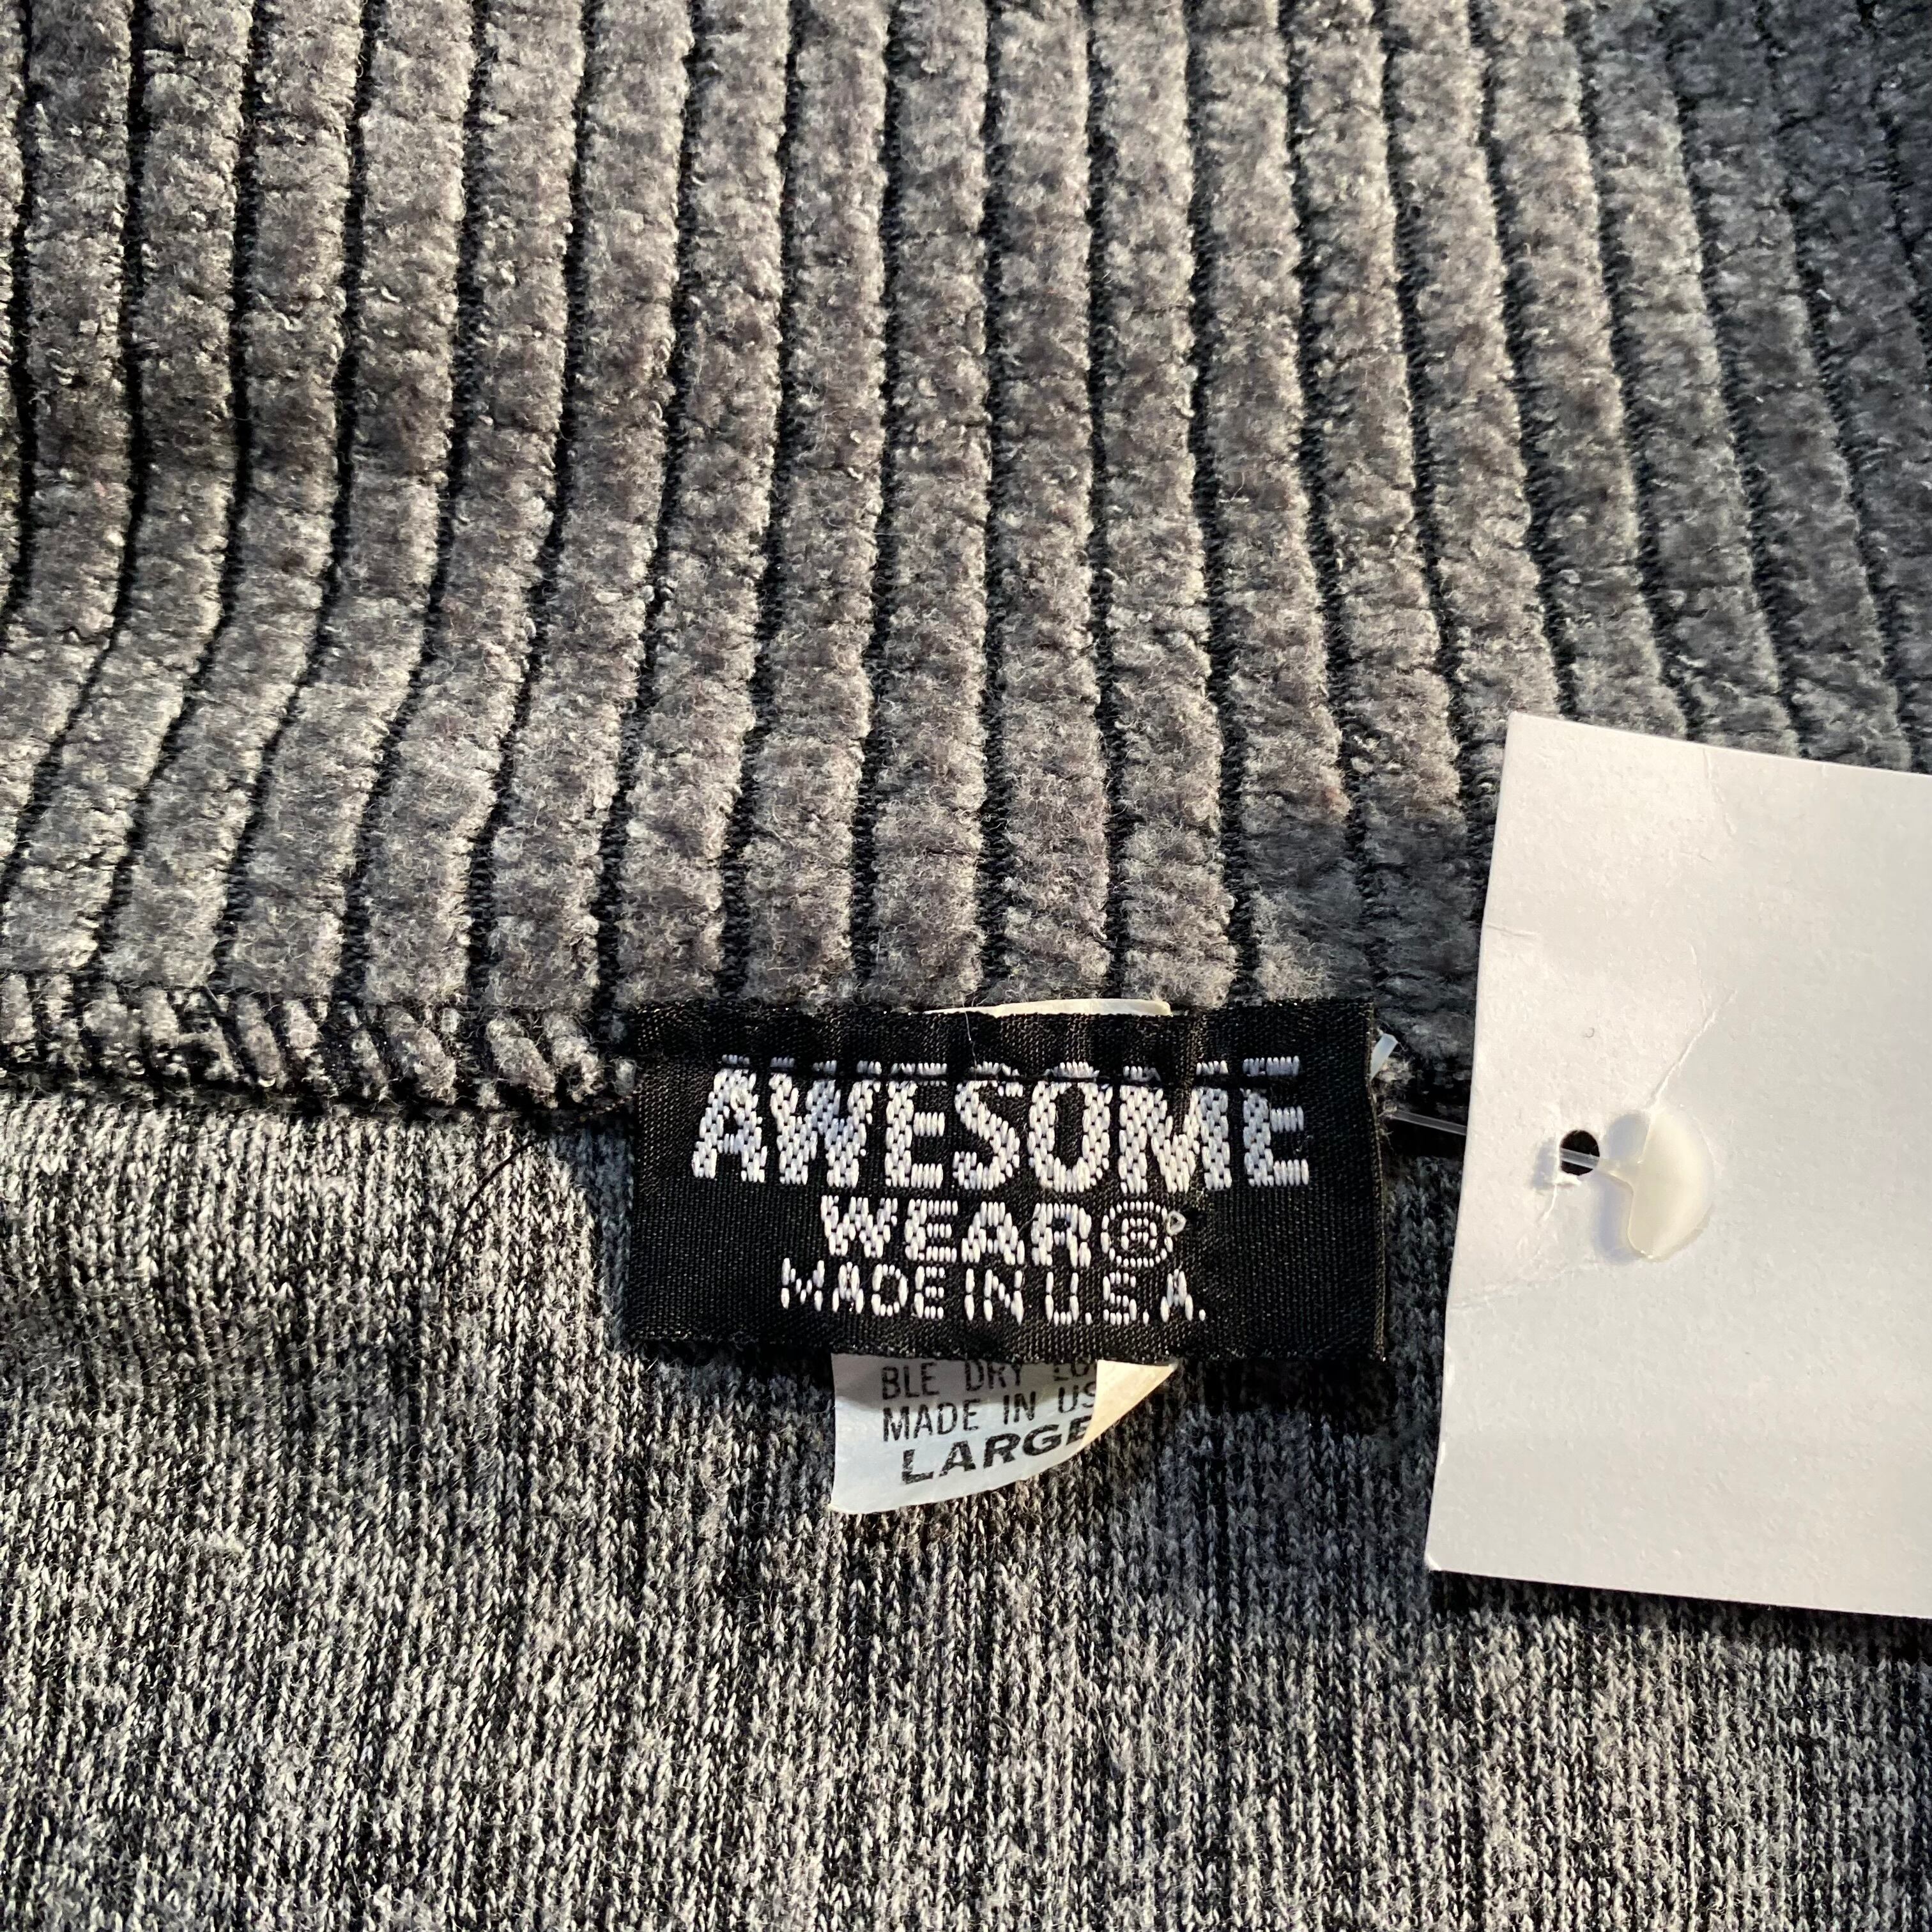 AWESOME
WEAR®
MADE IN U.S.A.
BLE DRY
MADE IN US
LARGE